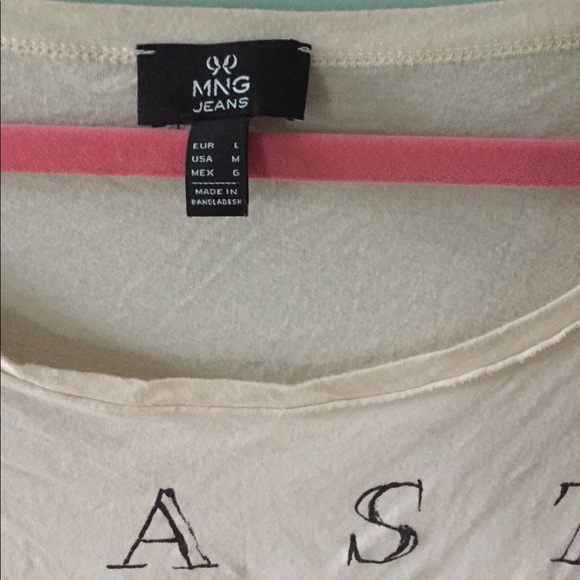 MNG
JEANS
EUR L
USA M
MEX G
MADE IN
BANGLADESH
A S T